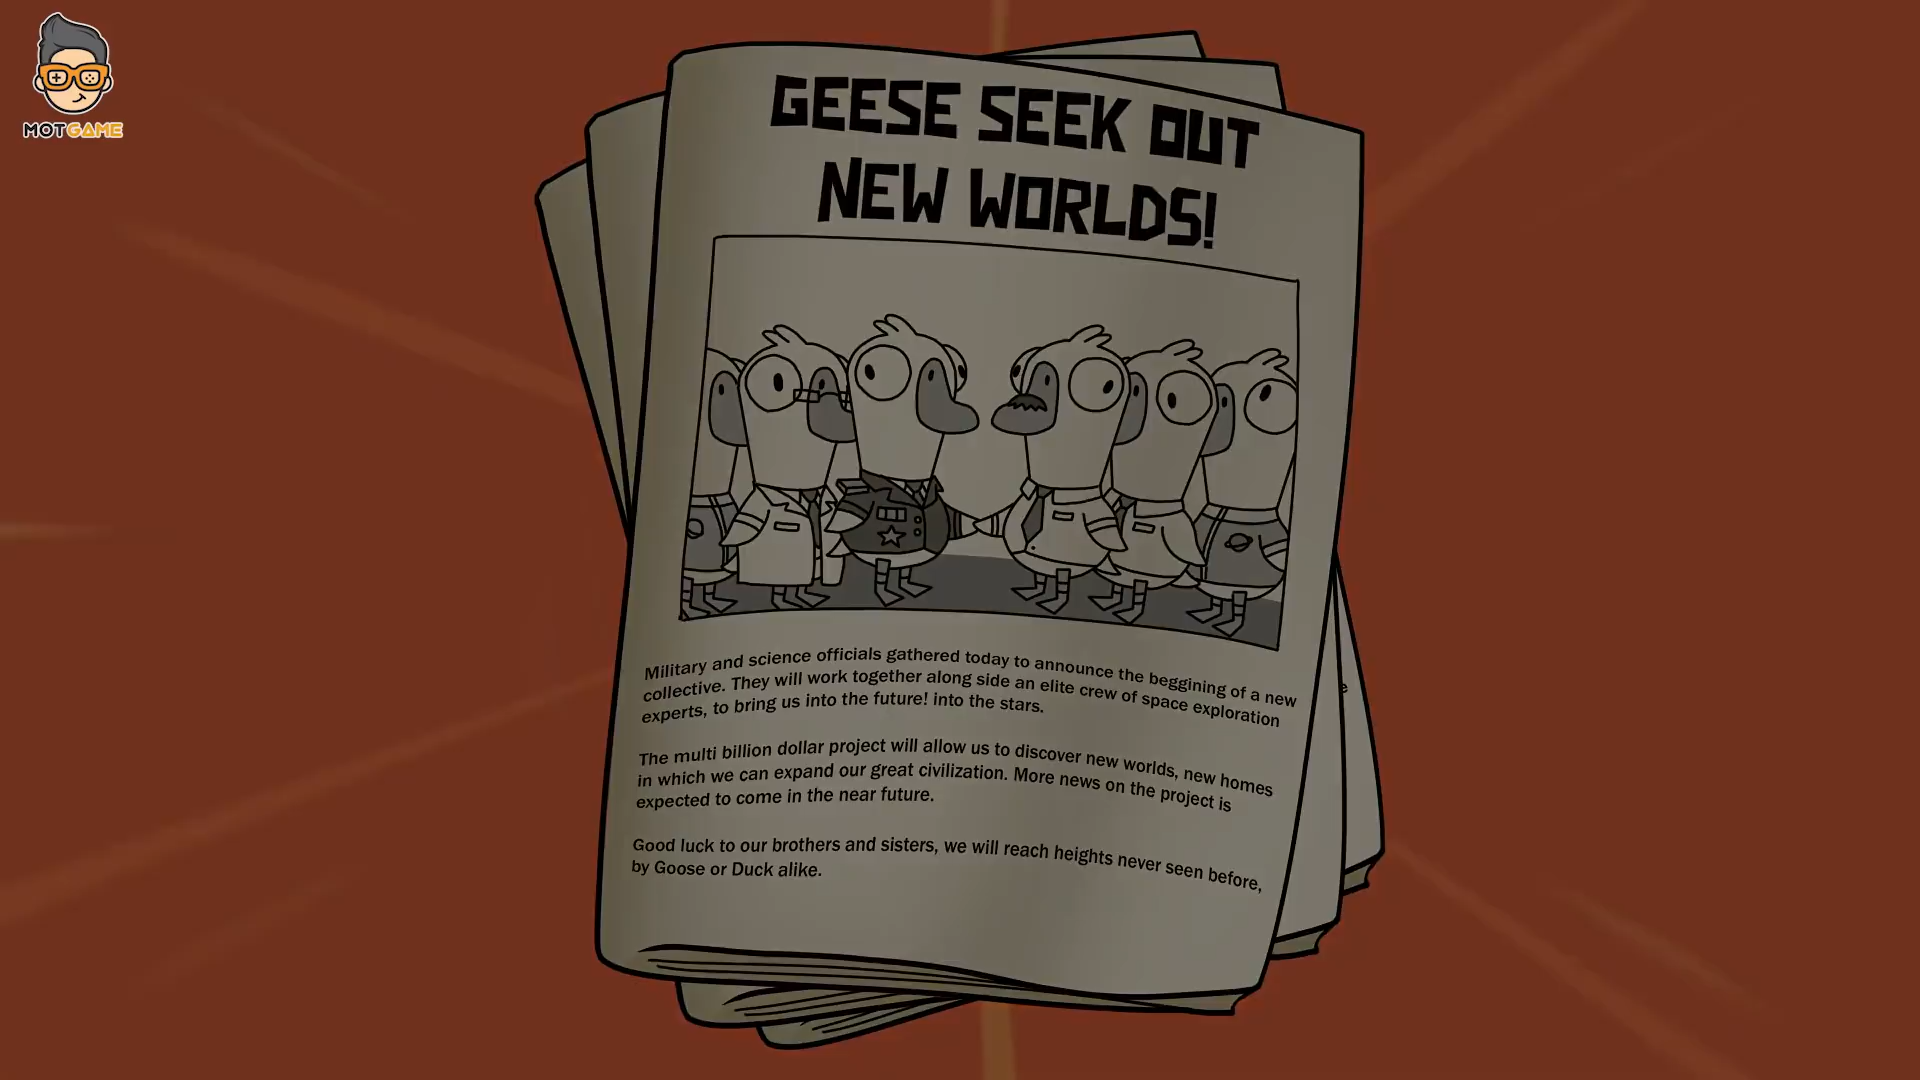 MOTGAME
GEESE SEEK OUT
NEW WORLDS!
Military and science officials gathered today to announce the beggining of a new
collective. They will work together along side an elite crew of space exploration
experts, to bring us into the future! into the stars.
The multi billion dollar project will allow us to discover new worlds, new homes
in which we can expand our great civilization. More news on the project is
expected to come in the near future.
Good luck to our brothers and sisters, we will reach heights never seen before,
by Goose or Duck alike.